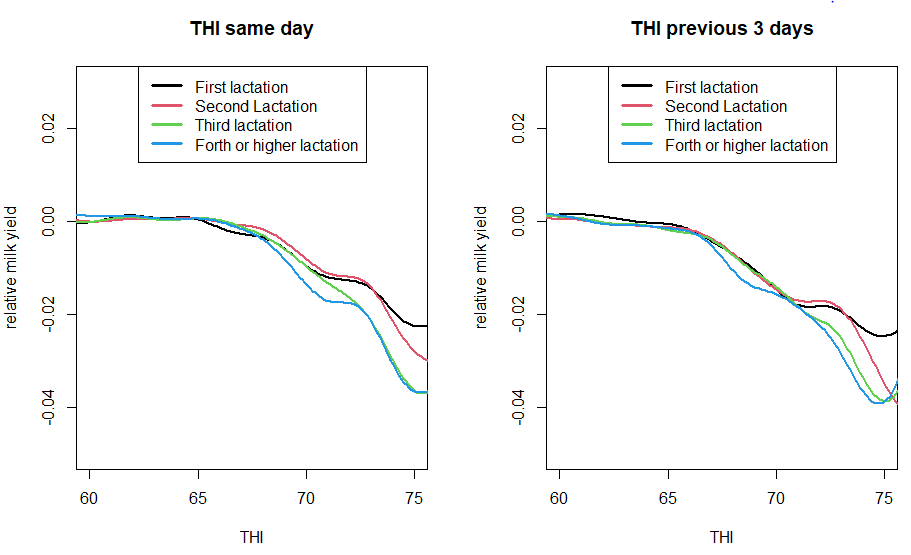 THI same day
First lactation
Second Lactation
Third lactation
Forth or higher lactation
relative milk yield
0.02
0.00
-0.02
-0.04
60
65
70
75
THI
THI previous 3 days
First lactation
Second Lactation
Third lactation
Forth or higher lactation
relative milk yield
0.02
0.00
-0.02
-0.04
60
65
70
75
THI